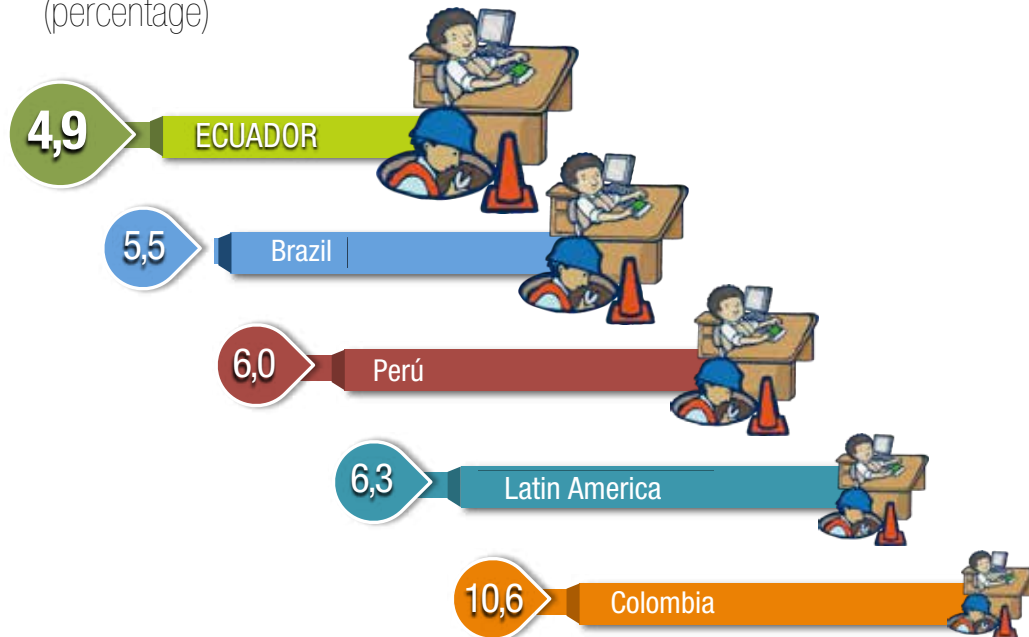 (percentage)
4,9 ECUADOR
5,5 Brazil
6,0 Perú
6,3 Latin America
10,6 Colombia